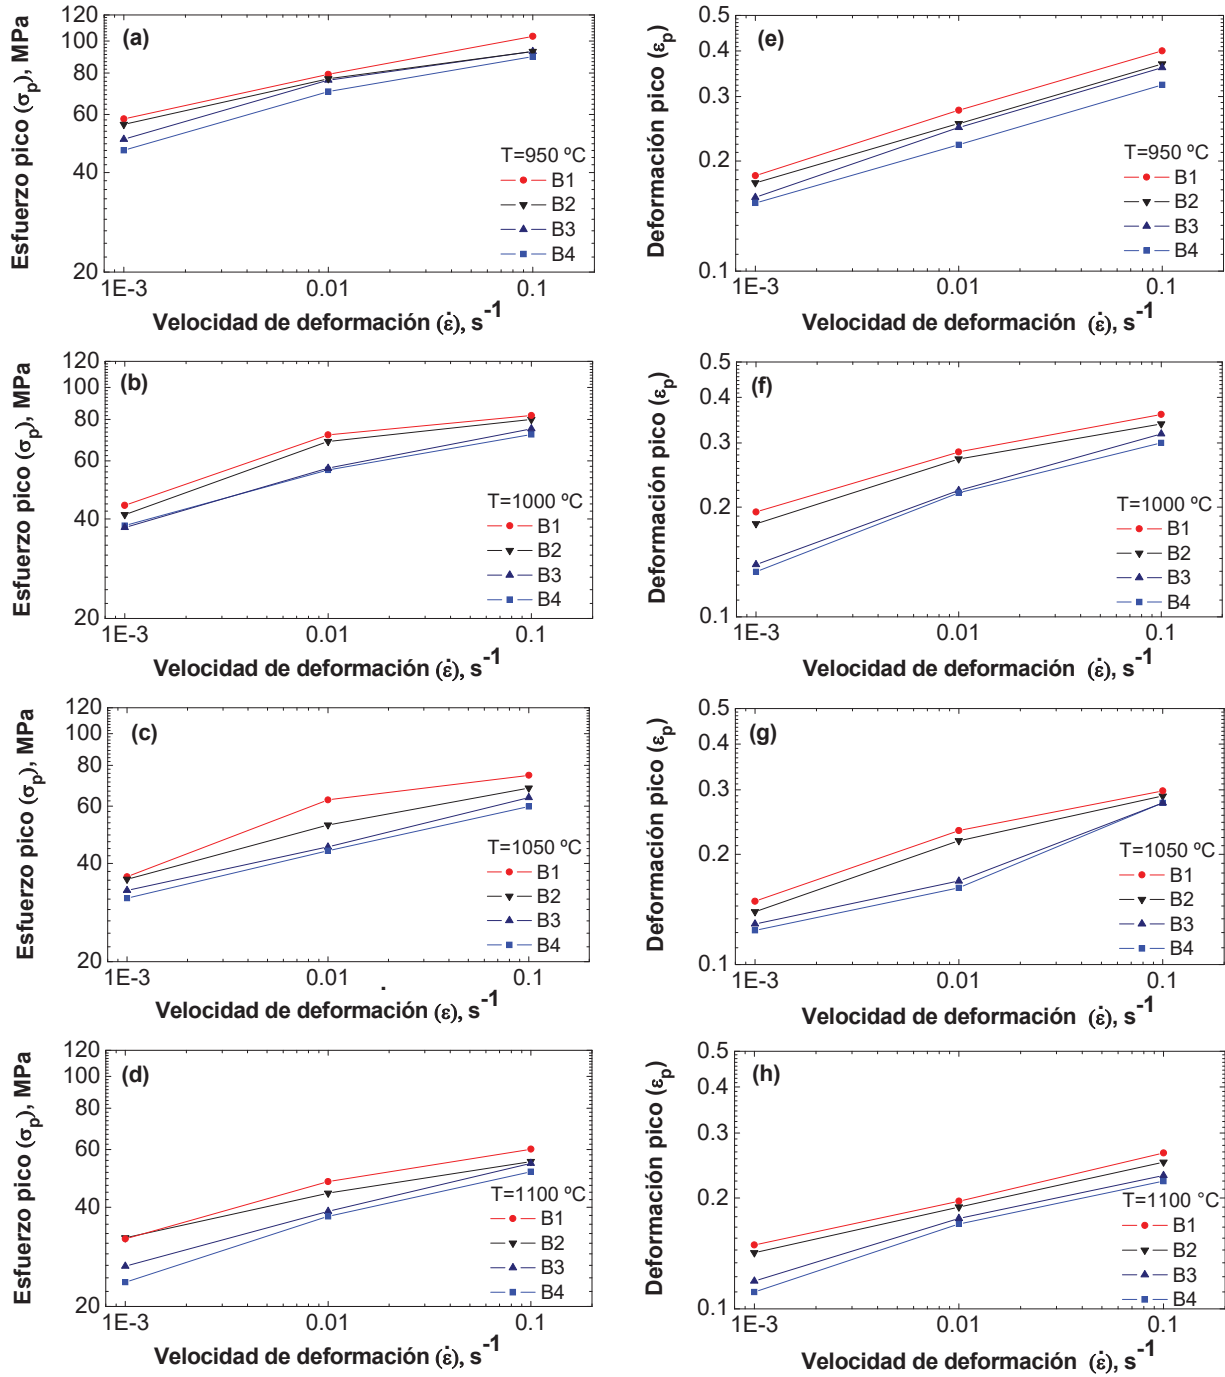 (a)
Esfuerzo pico (σp), MPa
120
100
80
60
40
20
T=950 ºC
B1
B2
B3
B4
1E-3 0.01 0.1
Velocidad de deformación (ε̇), s-1
(e)
Deformación pico (εp)
0.5
0.4
0.3
0.2
0.1
T=950 ºC
B1
B2
B3
B4
1E-3 0.01 0.1
Velocidad de deformación (ε̇), s-1
(b)
Esfuerzo pico (σp), MPa
120
100
80
60
40
20
T=1000 ºC
B1
B2
B3
B4
1E-3 0.01 0.1
Velocidad de deformación (ε̇), s-1
(f)
Deformación pico (εp)
0.5
0.4
0.3
0.2
0.1
T=1000 ºC
B1
B2
B3
B4
1E-3 0.01 0.1
Velocidad de deformación (ε̇), s-1
(c)
Esfuerzo pico (σp), MPa
120
100
80
60
40
20
T=1050 ºC
B1
B2
B3
B4
1E-3 0.01 0.1
Velocidad de deformación (ε), s-1
(g)
Deformación pico (εp)
0.5
0.4
0.3
0.2
0.1
T=1050 ºC
B1
B2
B3
B4
1E-3 0.01 0.1
Velocidad de deformación (ε̇), s-1
(d)
Esfuerzo pico (σp), MPa
120
100
80
60
40
20
T=1100 ºC
B1
B2
B3
B4
1E-3 0.01 0.1
Velocidad de deformación (ε̇), s-1
(h)
Deformación pico (εp)
0.5
0.4
0.3
0.2
0.1
T=1100 °C
B1
B2
B3
B4
1E-3 0.01 0.1
Velocidad de deformación (ε̇), s-1